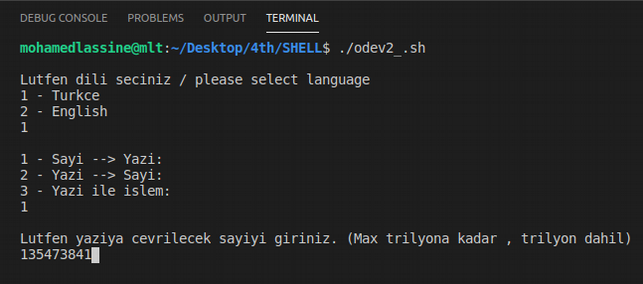 DEBUG CONSOLE PROBLEMS OUTPUT TERMINAL
mohamedlassine@mlt:~/Desktop/4th/SHELL$ ./odev2_.sh
Lutfen dili seciniz / please select language
1 - Turkce
2 - English
1
1 - Sayi --> Yazi:
2 - Yazi --> Sayi:
3 - Yazi ile islem:
1
Lutfen yaziya cevrilecek sayiyi giriniz. (Max trilyona kadar , trilyon dahil)
135473841